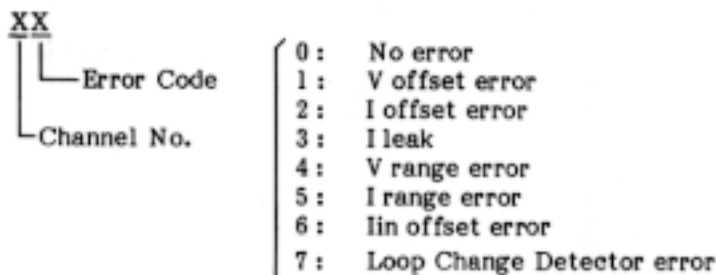 XX
Error Code
Channel No.
0: No error
1: V offset error
2: I offset error
3: I leak
4: V range error
5: I range error
6: Iin offset error
7: Loop Change Detector error